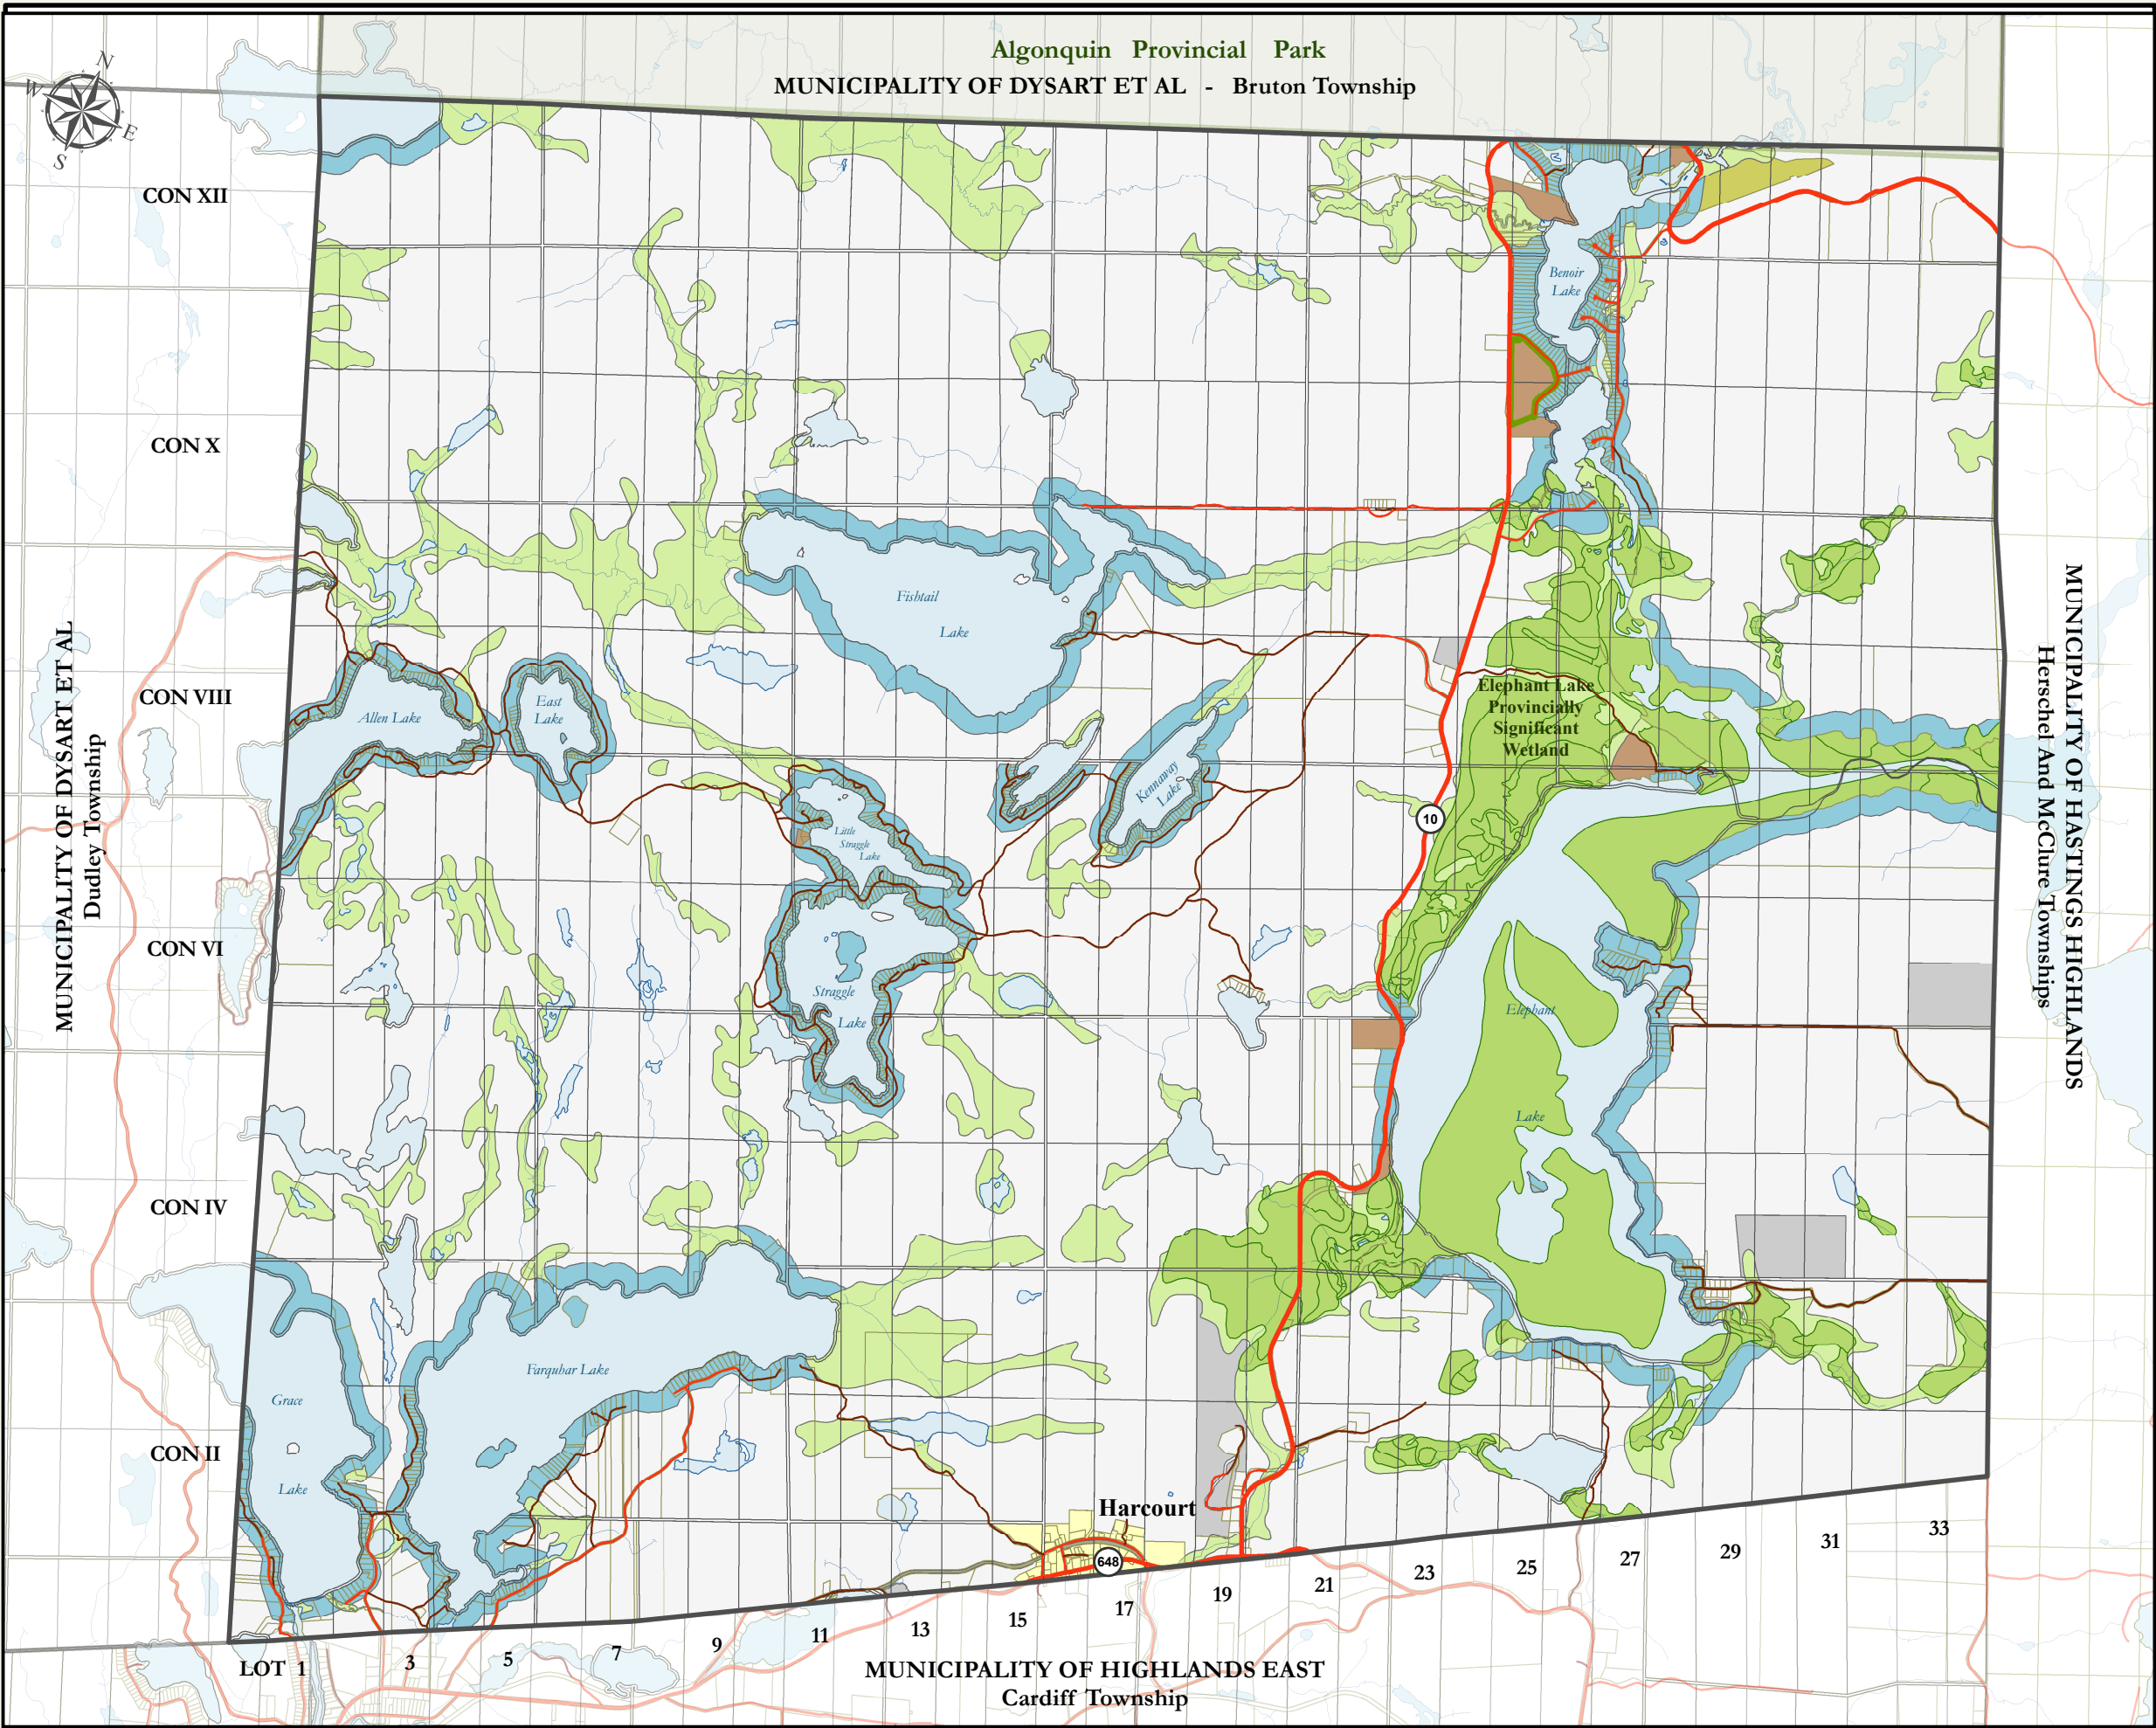 Algonquin Provincial Park
MUNICIPALITY OF DYSART ET AL - Bruton Township
N
W
E
S
CON XII
Benoir
Lake
CON X
Fishtail
Lake
MUNICIPALITY OF DYSART ET AL
Dudley Township
CON VIII
Allen Lake
East
Lake
Elephant Lake
Provincially
Significant
Wetland
MUNICIPALITY OF HASTINGS HIGHLANDS
Herschel And McClure Townships
Kennaway
Lake
10
Little
Straggle
Lake
CON VI
Straggle
Lake
Elephant
Lake
CON IV
Farquhar Lake
Grace
Lake
CON II
Harcourt
648
LOT 1
3
5
7
9
11
13
15
17
19
21
23
25
27
29
31
33
MUNICIPALITY OF HIGHLANDS EAST
Cardiff Township